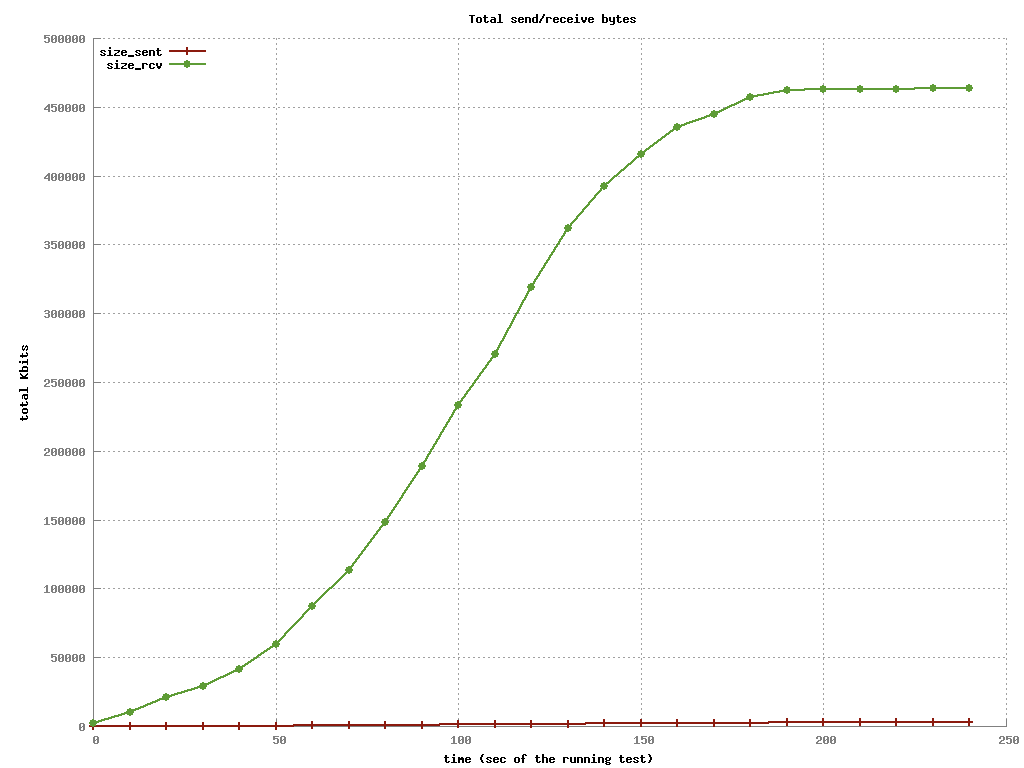 Total send/receive bytes
500000
size_sent
size_rcv
450000
400000
350000
300000
total Kbits
250000
200000
150000
100000
50000
0
0 50 100 150 200 250
time (sec of the running test)